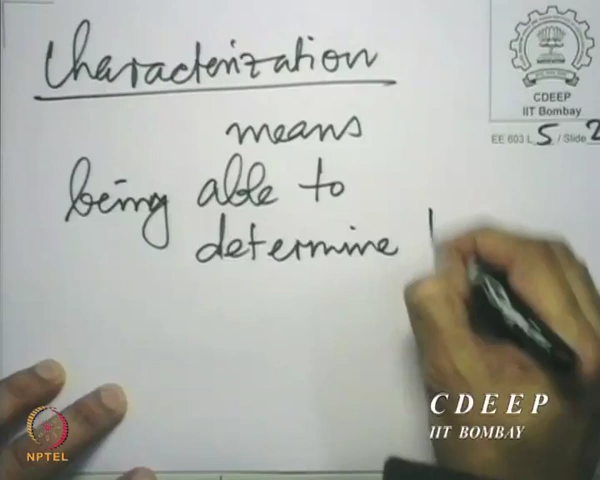 Characterization
means
being able to
determine
CDEEP
IIT Bombay
EE 603 L 5 / Slide 2
CDEEP
IIT BOMBAY
NPTEL